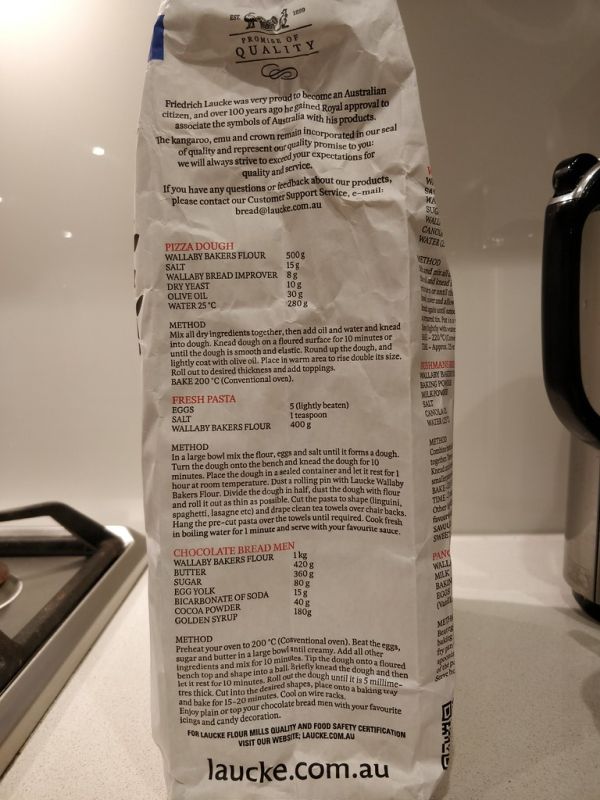 EST 1899
PROMISE OF
QUALITY
Friedrich Laucke was very proud to become an Australian
citizen, and over 100 years ago he gained Royal approval to
associate the symbols of Australia with his products.
The kangaroo, emu and crown remain incorporated in our seal
of quality and represent our quality promise to you:
we will always strive to exceed your expectations for
quality and service.
If you have any questions or feedback about our products,
please contact our Customer Support Service, e-mail:
bread@laucke.com.au
PIZZA DOUGH
WALLABY BAKERS FLOUR 500 g
SALT 15 g
WALLABY BREAD IMPROVER 8 g
DRY YEAST 10 g
OLIVE OIL 30 g
WATER 25 °C 280 g
METHOD
Mix all dry ingredients together, then add oil and water and knead
into dough. Knead dough on a floured surface for 10 minutes or
until the dough is smooth and elastic. Round up the dough, and
lightly coat with olive oil. Place in warm area to rise double its size.
Roll out to desired thickness and add toppings.
BAKE 200 °C (Conventional oven).
FRESH PASTA
EGGS 5 (lightly beaten)
SALT 1 teaspoon
WALLABY BAKERS FLOUR 400 g
METHOD
In a large bowl mix the flour, eggs and salt until it forms a dough.
Turn the dough onto the bench and knead the dough for 10
minutes. Place the dough in a sealed container and let it rest for 1
hour at room temperature. Dust a rolling pin with Laucke Wallaby
Bakers Flour. Divide the dough in half, dust the dough with flour
and roll it out as thin as possible. Cut the pasta to shape (linguini,
spaghetti, lasagne etc) and drape clean tea towels over chair backs.
Hang the pre-cut pasta over the towels until required. Cook fresh
in boiling water for 1 minute and serve with your favourite sauce.
CHOCOLATE BREAD MEN
WALLABY BAKERS FLOUR 1 kg
BUTTER 420 g
SUGAR 360 g
EGG YOLK 80 g
BICARBONATE OF SODA 15 g
COCOA POWDER 40 g
GOLDEN SYRUP 180g
METHOD
Preheat your oven to 200 °C (Conventional oven). Beat the eggs,
sugar and butter in a large bowl until creamy. Add all other
ingredients and mix for 10 minutes. Tip the dough onto a floured
bench top and shape into a ball. Briefly knead the dough and then
let it rest for 10 minutes. Roll out the dough until it is 5 millime-
tres thick. Cut into the desired shapes, place onto a baking tray
and bake for 15-20 minutes. Cool on wire racks.
Enjoy plain or top your chocolate bread men with your favourite
icings and candy decoration.
FOR LAUCKE FLOUR MILLS QUALITY AND FOOD SAFETY CERTIFICATION
VISIT OUR WEBSITE; LAUCKE.COM.AU
laucke.com.au
METHOD
BAKING
MILK POWDER
SALT
METHOD
MILK
EGGS